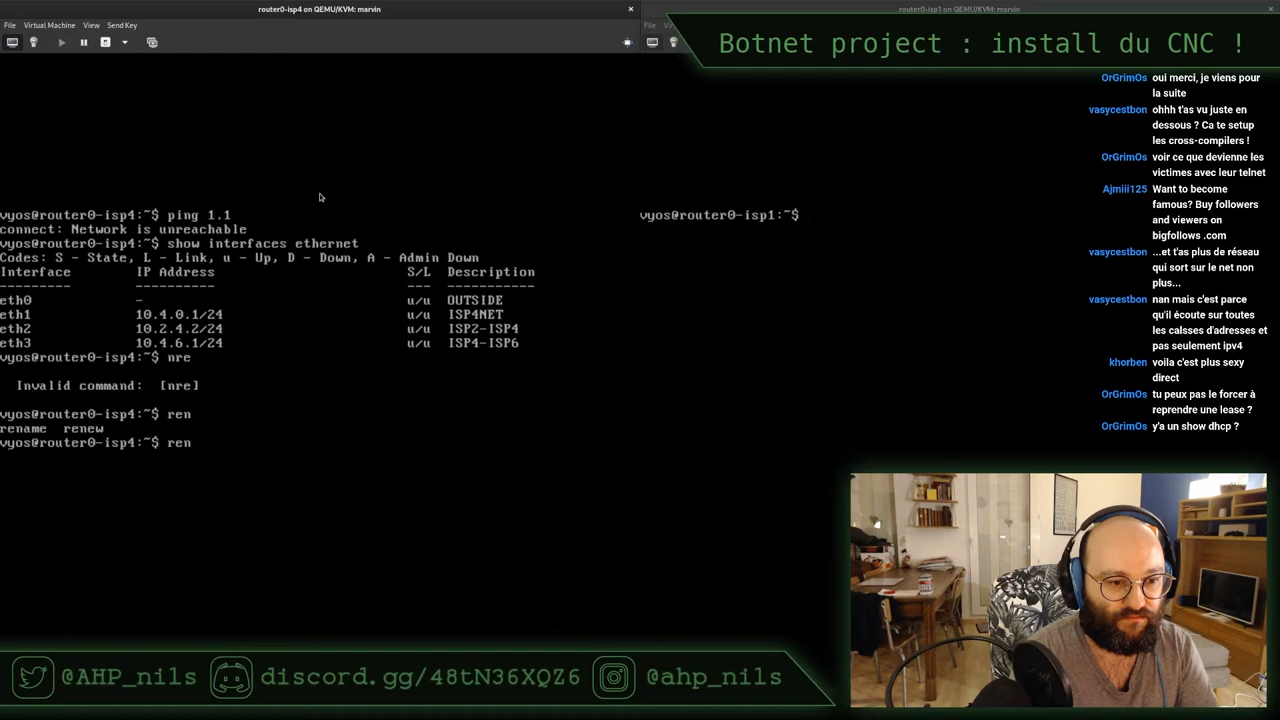 router0-isp4 on QEMU/KVM: marvin
File Virtual Machine View Send Key
router0-isp1 on QEMU/KVM: marvin
File
Botnet project : install du CNC !
vyos@router0-isp4:~$ ping 1.1
connect: Network is unreachable
vyos@router0-isp4:~$ show interfaces ethernet
Codes: S - State, L - Link, u - Up, D - Down, A - Admin Down
Interface IP Address S/L Description
--------- ---------- --- -----------
eth0 - u/u OUTSIDE
eth1 10.4.0.1/24 u/u ISP4NET
eth2 10.2.4.2/24 u/u ISP2-ISP4
eth3 10.4.6.1/24 u/u ISP4-ISP6
vyos@router0-isp4:~$ nre
Invalid command: [nre]
vyos@router0-isp4:~$ ren
rename renew
vyos@router0-isp4:~$ ren
vyos@router0-isp1:~$
OrGrimOs oui merci, je viens pour
la suite
vasycestbon ohhh t'as vu juste en
dessous ? Ca te setup
les cross-compilers !
OrGrimOs voir ce que devienne les
victimes avec leur telnet
Ajmiii125 Want to become
famous? Buy followers
and viewers on
bigfollows .com
vasycestbon ...et t'as plus de réseau
qui sort sur le net non
plus...
vasycestbon nan mais c'est parce
qu'il écoute sur toutes
les calsses d'adresses et
pas seulement ipv4
khorben voila c'est plus sexy
direct
OrGrimOs tu peux pas le forcer à
reprendre une lease ?
OrGrimOs y'a un show dhcp ?
@AHP_nils discord.gg/48tN36XQZ6 @ahp_nils